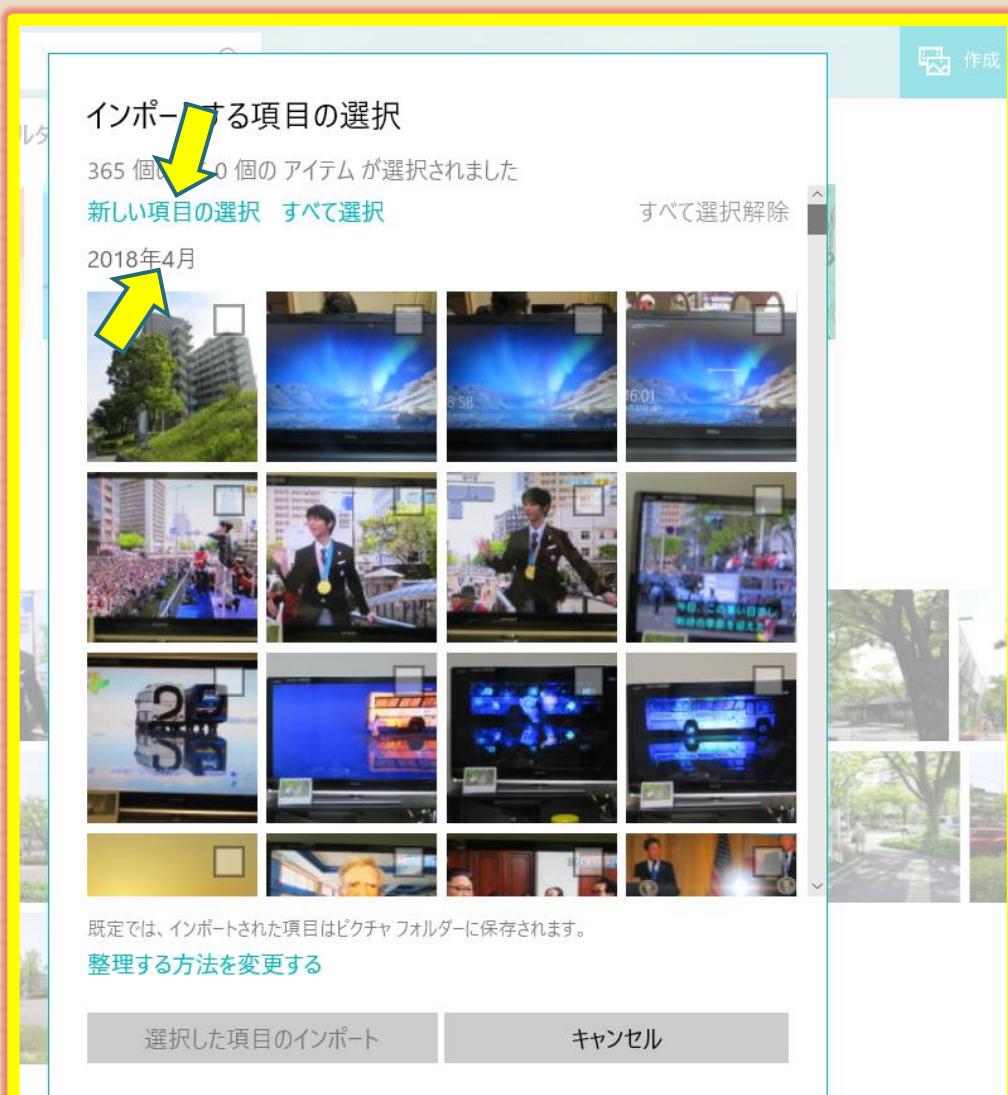 作成
インポートする項目の選択
365 個の 0 個の アイテム が選択されました
新しい項目の選択 すべて選択 すべて選択解除
2018年4月
8:58
16:01
2
既定では、インポートされた項目はピクチャ フォルダーに保存されます。
整理する方法を変更する
選択した項目のインポート
キャンセル